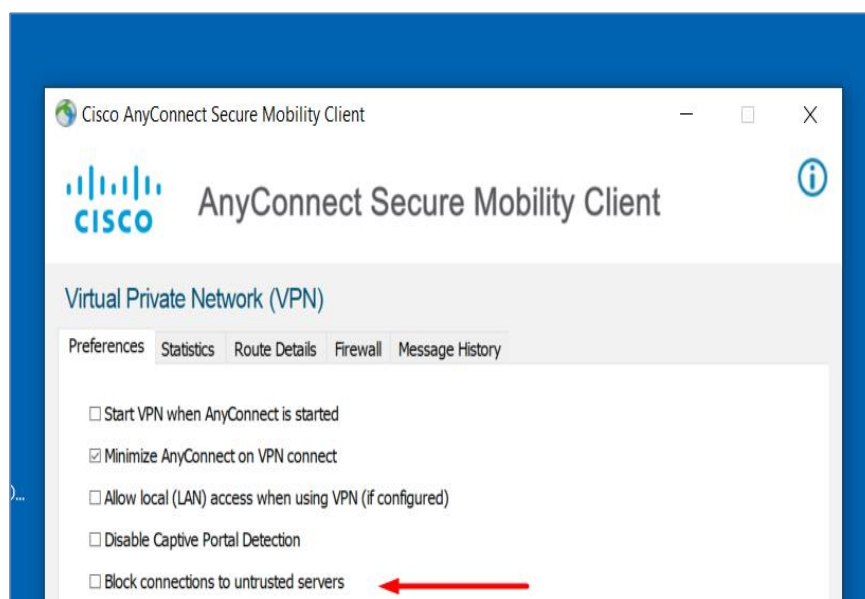 Cisco AnyConnect Secure Mobility Client
CISCO
AnyConnect Secure Mobility Client
Virtual Private Network (VPN)
Preferences Statistics Route Details Firewall Message History
Start VPN when AnyConnect is started
Minimize AnyConnect on VPN connect
Allow local (LAN) access when using VPN (if configured)
Disable Captive Portal Detection
Block connections to untrusted servers